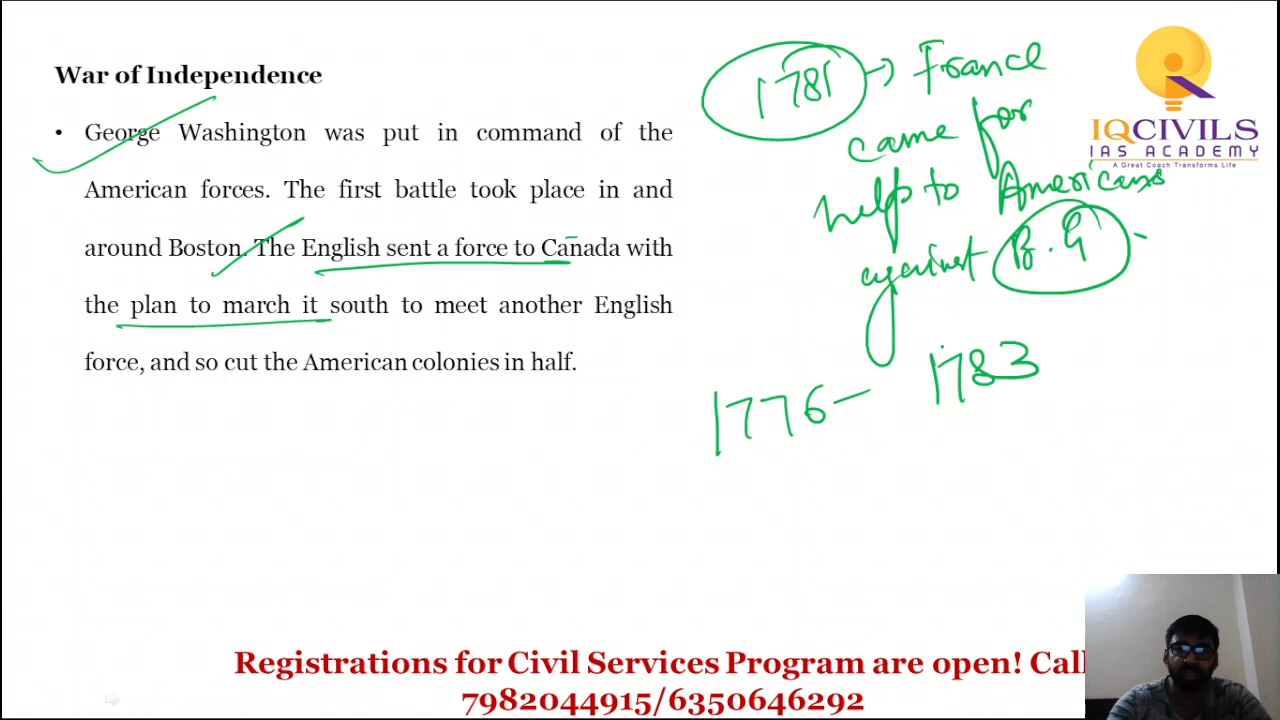 War of Independence
• George Washington was put in command of the
American forces. The first battle took place in and
around Boston. The English sent a force to Canada with
the plan to march it south to meet another English
force, and so cut the American colonies in half.
1781 → France
came for
help to Americans
against B.G
1776 - 1783
IQCIVILS
IAS ACADEMY
A Great Coach Transforms Life
Registrations for Civil Services Program are open! Call
7982044915/6350646292